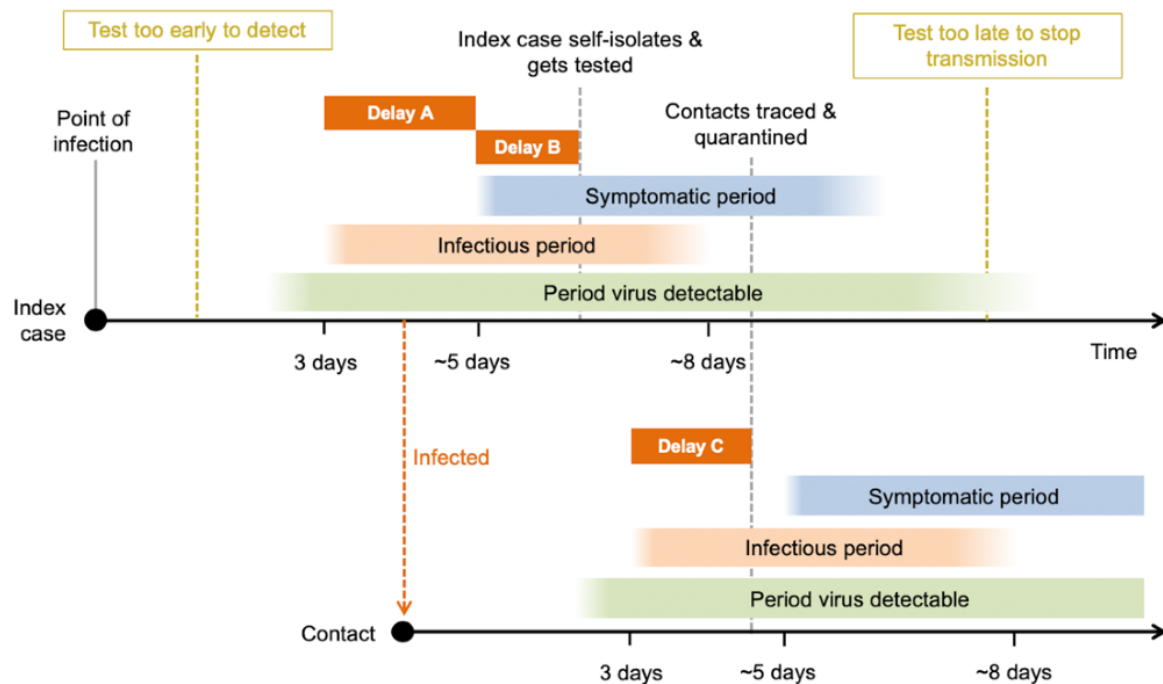 Test too early to detect
Index case self-isolates &
gets tested
Test too late to stop
transmission
Point of
infection
Delay A
Contacts traced &
quarantined
Delay B
Symptomatic period
Infectious period
Period virus detectable
Index
case
3 days
~5 days
~8 days
Time
Delay C
Infected
Symptomatic period
Infectious period
Period virus detectable
Contact
3 days
~5 days
~8 days